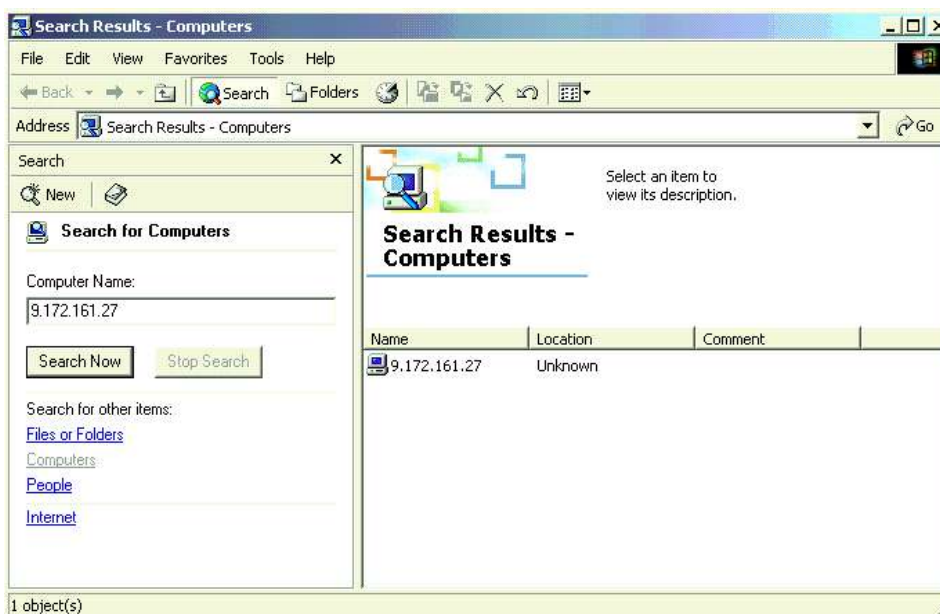 Search Results - Computers
File Edit View Favorites Tools Help
Back Search Folders
Address Search Results - Computers Go
Search
New
Search for Computers
Computer Name:
9.172.161.27
Search Now Stop Search
Search for other items:
Files or Folders
Computers
People
Internet
Select an item to
view its description.
Search Results -
Computers
Name Location Comment
9.172.161.27 Unknown
1 object(s)